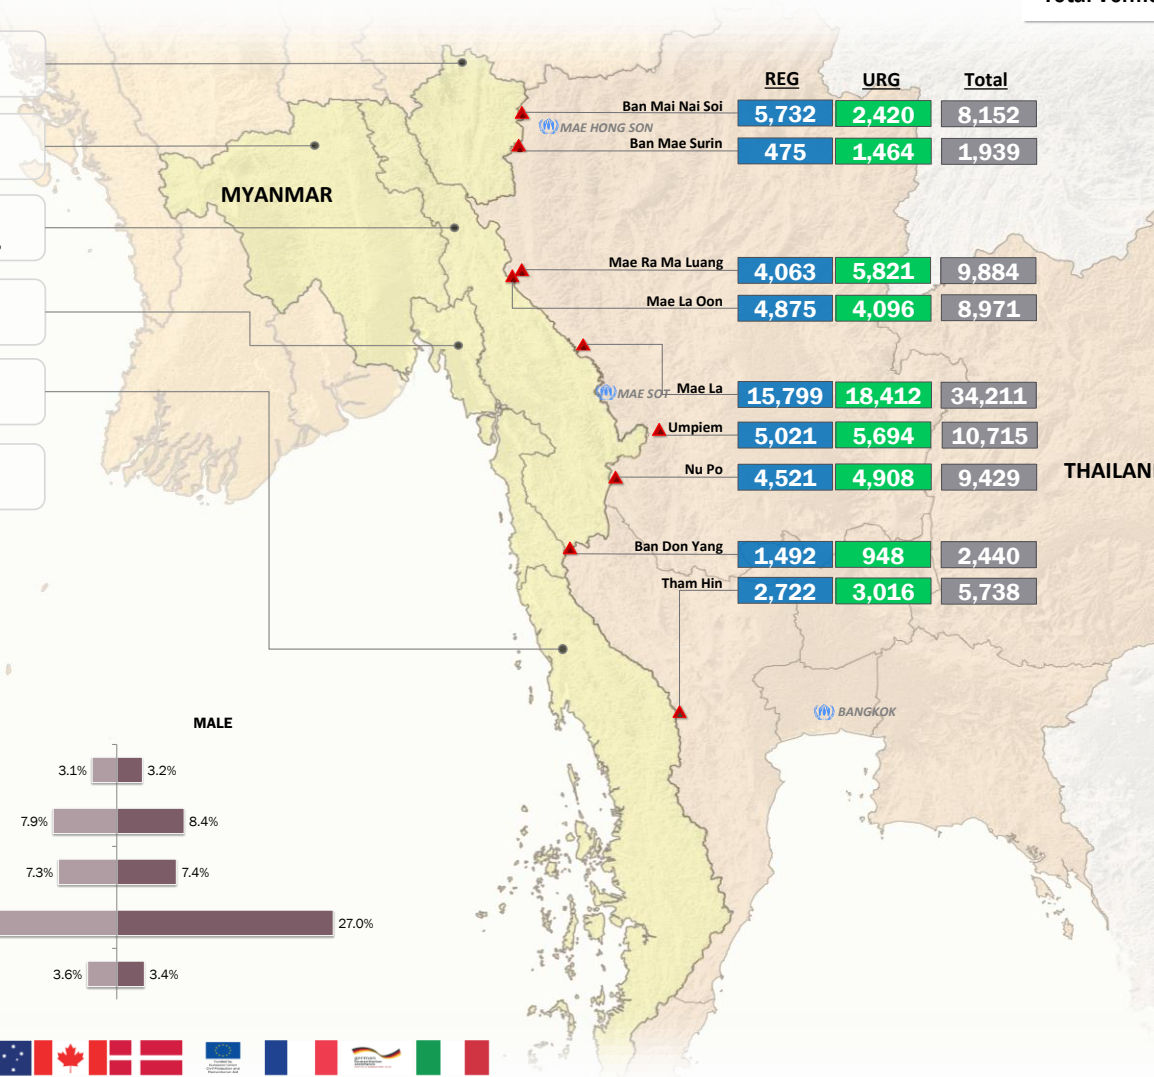 REG URG Total
Ban Mai Nai Soi 5,732 2,420 8,152
MAE HONG SON
Ban Mae Surin 475 1,464 1,939
MYANMAR
Mae Ra Ma Luang 4,063 5,821 9,884
Mae La Oon 4,875 4,096 8,971
MAE SOT
Mae La 15,799 18,412 34,211
Umpiem 5,021 5,694 10,715
Nu Po 4,521 4,908 9,429
THAILAN
Ban Don Yang 1,492 948 2,440
Tham Hin 2,722 3,016 5,738
BANGKOK
MALE
3.1% 3.2%
7.9% 8.4%
7.3% 7.4%
27.0%
3.6% 3.4%